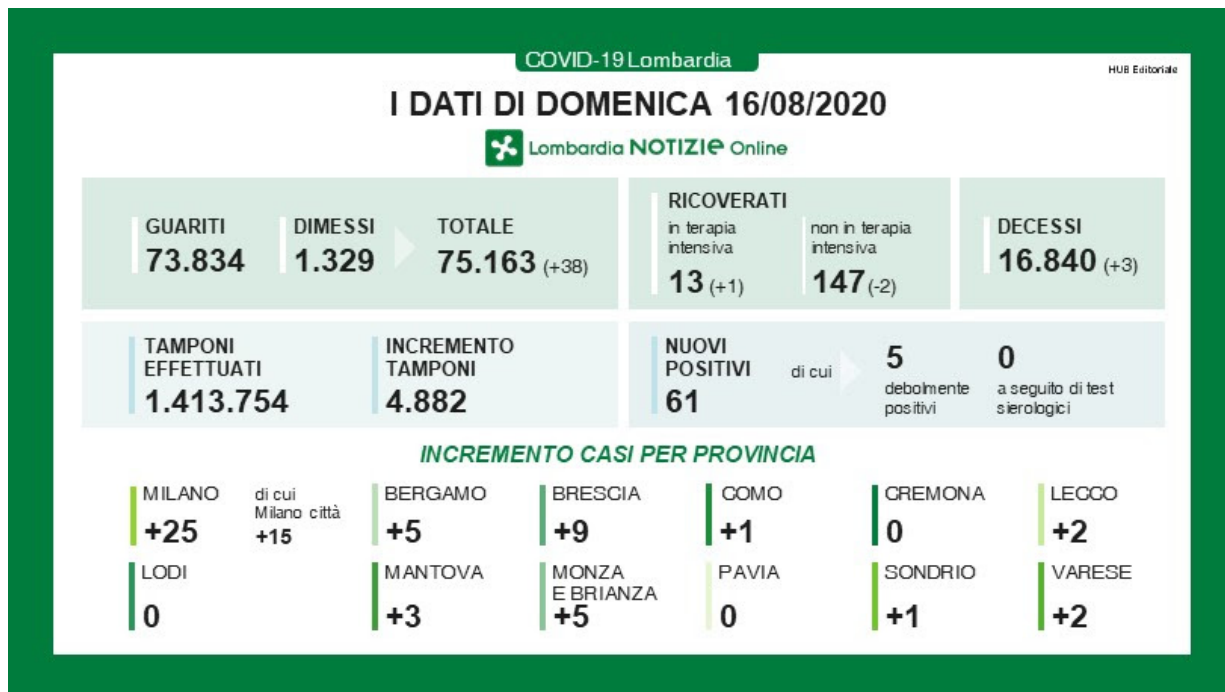 COVID-19 Lombardia
HUB Editoriale
I DATI DI DOMENICA 16/08/2020
Lombardia NOTIZIE Online
GUARITI
73.834
DIMESSI
1.329
TOTALE
75.163 (+38)
RICOVERATI
in terapia
intensiva
13 (+1)
non in terapia
intensiva
147 (-2)
DECESSI
16.840 (+3)
TAMPONI
EFFETTUATI
1.413.754
INCREMENTO
TAMPONI
4.882
NUOVI
POSITIVI
61
di cui
5
debolmente
positivi
0
a seguito di test
sierologici
INCREMENTO CASI PER PROVINCIA
MILANO
+25
di cui
Milano città
+15
BERGAMO
+5
BRESCIA
+9
COMO
+1
CREMONA
0
LECCO
+2
LODI
0
MANTOVA
+3
MONZA
E BRIANZA
+5
PAVIA
0
SONDRIO
+1
VARESE
+2